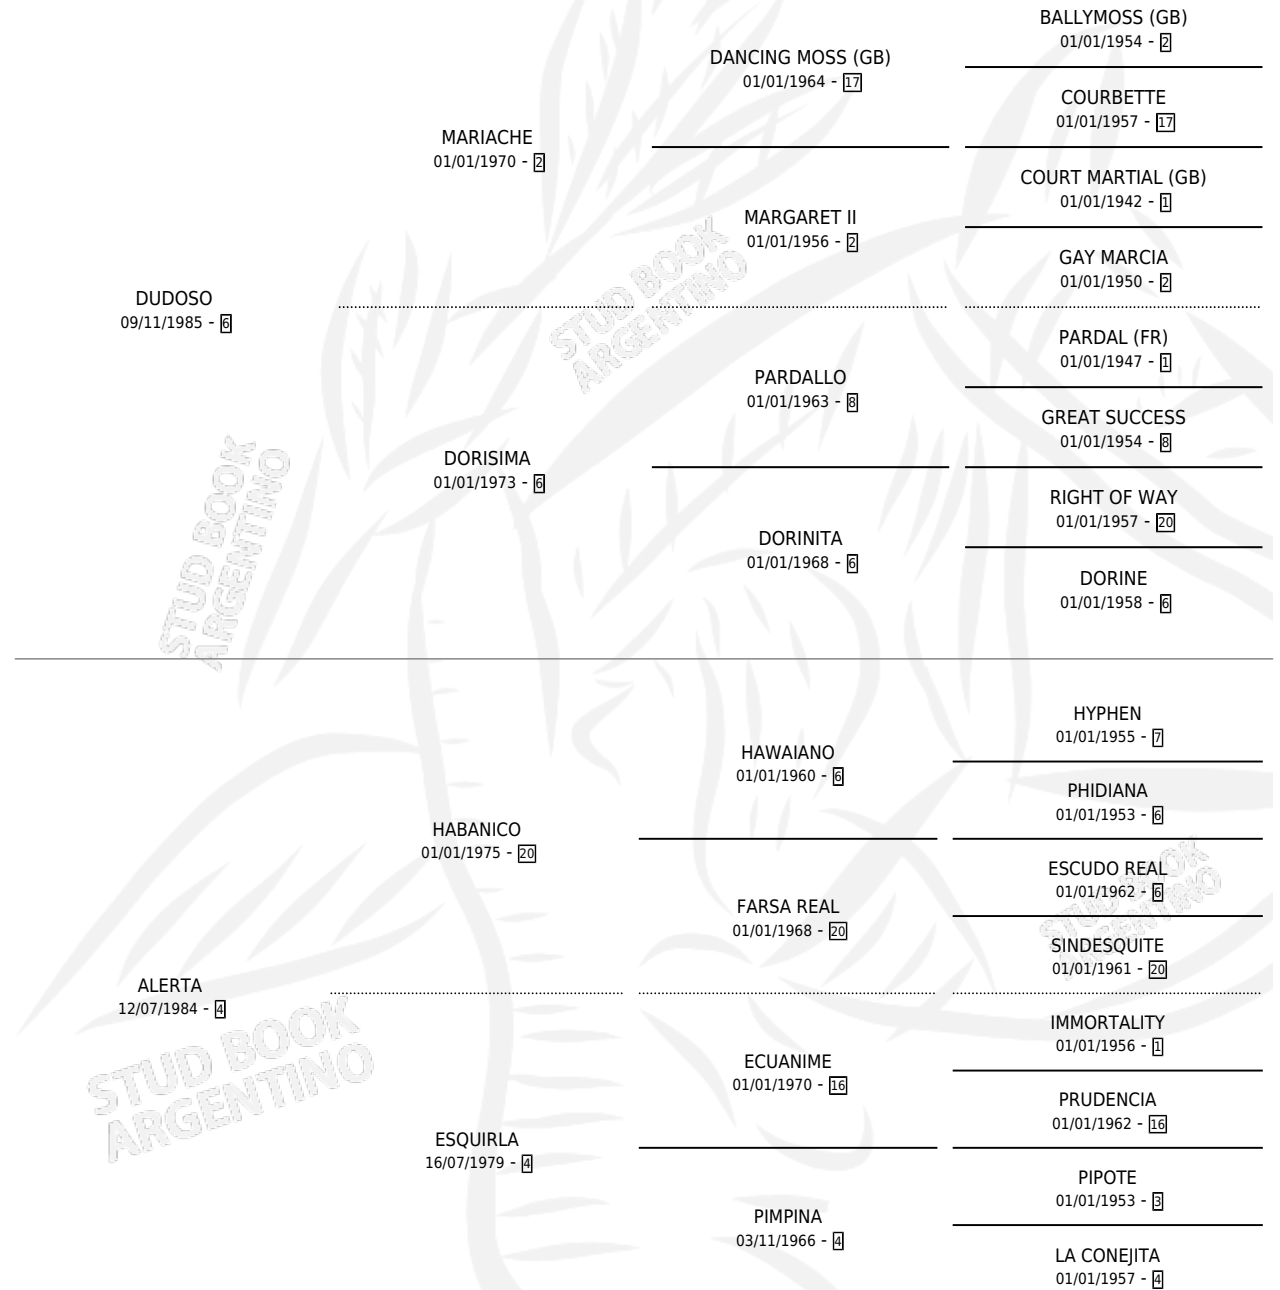 BALLYMOSS (GB)
01/01/1954 - 2
DANCING MOSS (GB)
01/01/1964 - 17
COURBETTE
01/01/1957 - 17
MARIACHE
01/01/1970 - 2
COURT MARTIAL (GB)
01/01/1942 - 1
MARGARET II
01/01/1956 - 2
GAY MARCIA
01/01/1950 - 2
DUDOSO
09/11/1985 - 6
PARDAL (FR)
01/01/1947 - 1
PARDALLO
01/01/1963 - 8
GREAT SUCCESS
01/01/1954 - 8
DORISIMA
01/01/1973 - 6
RIGHT OF WAY
01/01/1957 - 20
DORINITA
01/01/1968 - 6
DORINE
01/01/1958 - 6
HYPHEN
01/01/1955 - 7
HAWAIANO
01/01/1960 - 6
PHIDIANA
01/01/1953 - 6
HABANICO
01/01/1975 - 20
ESCUDO REAL
01/01/1962 - 6
FARSA REAL
01/01/1968 - 20
SINDESQUITE
01/01/1961 - 20
ALERTA
12/07/1984 - 4
IMMORTALITY
01/01/1956 - 1
ECUANIME
01/01/1970 - 16
PRUDENCIA
01/01/1962 - 16
ESQUIRLA
16/07/1979 - 4
PIPOTE
01/01/1953 - 3
PIMPINA
03/11/1966 - 4
LA CONEJITA
01/01/1957 - 4
STUD BOOK
ARGENTINO
STUD BOOK
ARGENTINO
STUD BOOK
ARGENTINO
STUD BOOK
ARGENTINO